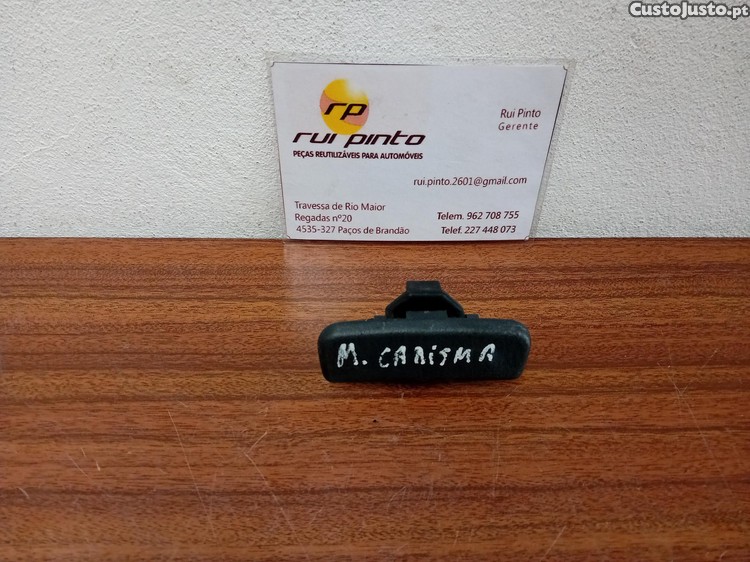 CustoJusto.pt
rp
rui pinto
PEÇAS REUTILIZÁVEIS PARA AUTOMÓVEIS
Rui Pinto
Gerente
rui.pinto.2601@gmail.com
Travessa de Rio Maior
Regadas nº20
4535-327 Paços de Brandão
Telem. 962 708 755
Telef. 227 448 073
M. CARISMA